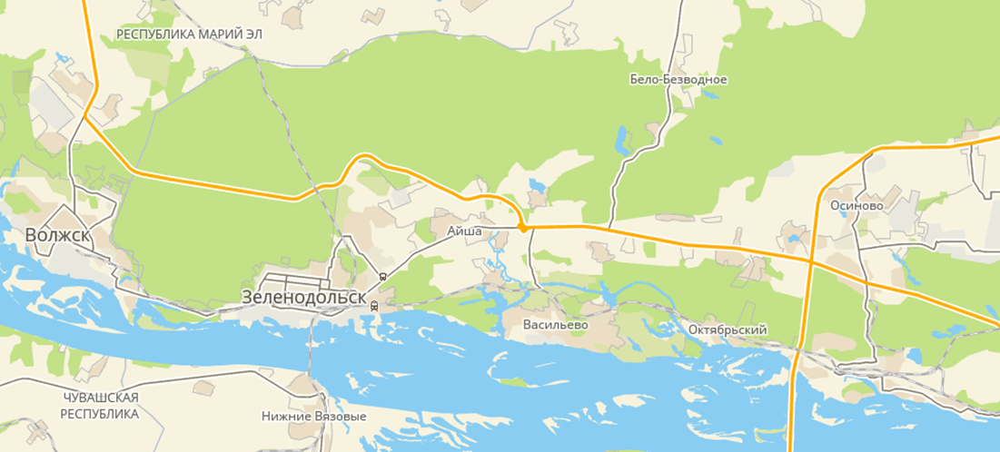 РЕСПУБЛИКА МАРИЙ ЭЛ
Бело-Безводное
Осиново
Айша
Волжск
Зеленодольск
Васильево
Октябрьский
ЧУВАШСКАЯ
РЕСПУБЛИКА
Нижние Вязовые